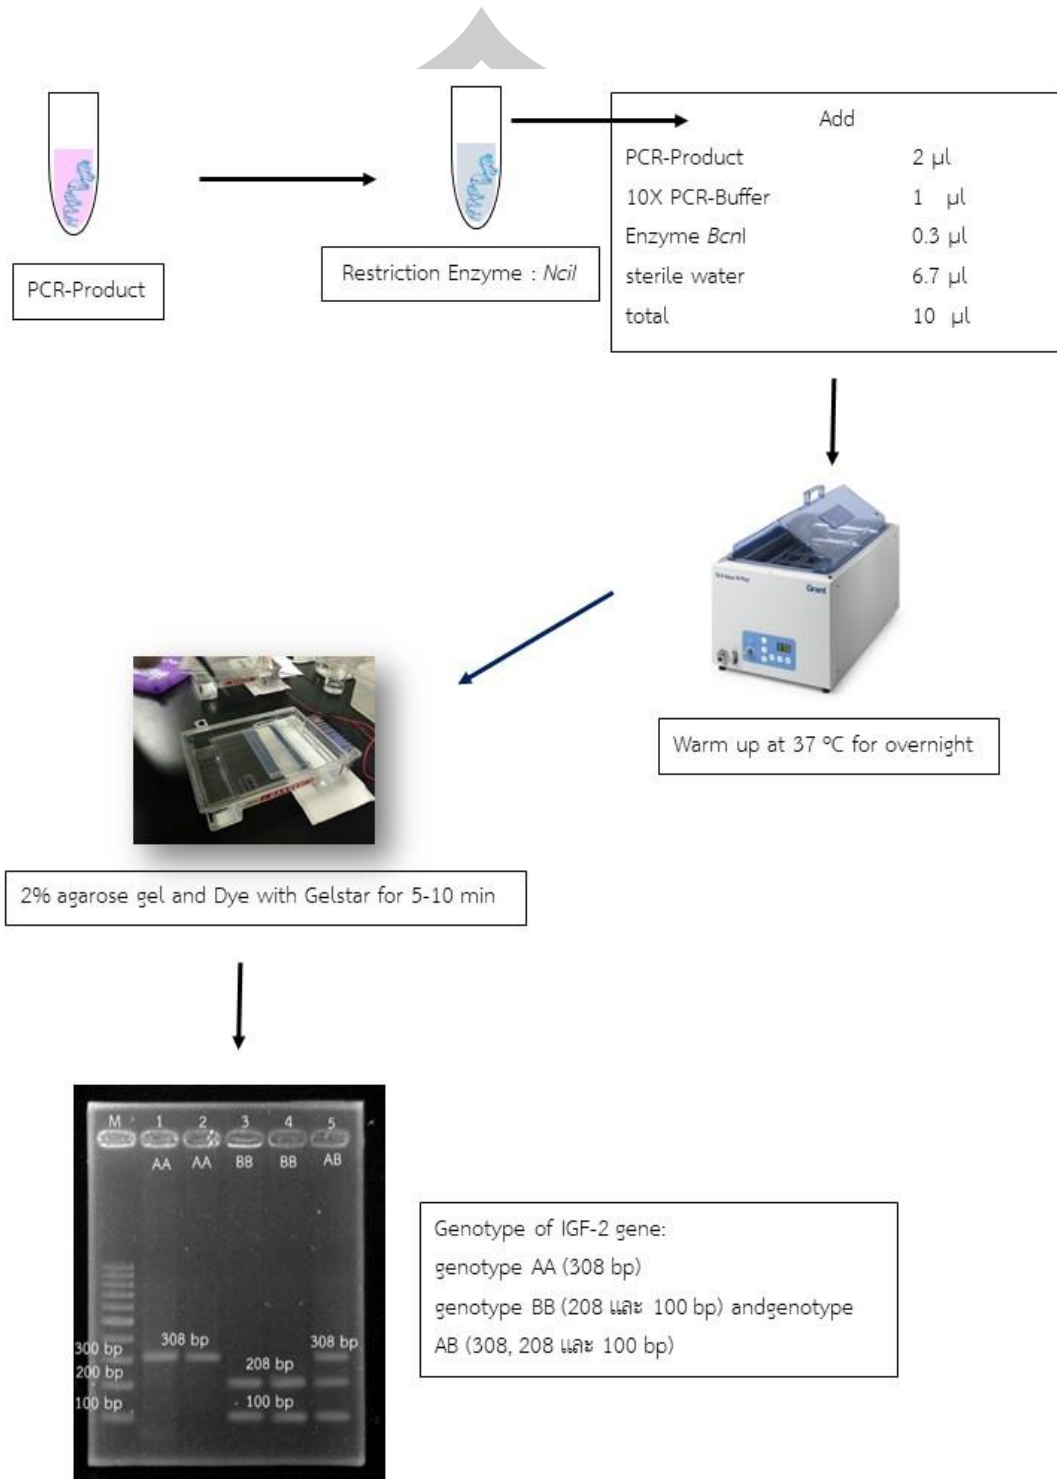 PCR-Product
Restriction Enzyme : NciI
Add
PCR-Product 2 µl
10X PCR-Buffer 1 µl
Enzyme BcnI 0.3 µl
sterile water 6.7 µl
total 10 µl
Grant
Warm up at 37 ºC for overnight
2% agarose gel and Dye with Gelstar for 5-10 min
M 1 2 3 4 5
AA AA BB BB AB
300 bp 308 bp 308 bp
200 bp 208 bp
100 bp 100 bp
Genotype of IGF-2 gene:
genotype AA (308 bp)
genotype BB (208 และ 100 bp) andgenotype
AB (308, 208 และ 100 bp)